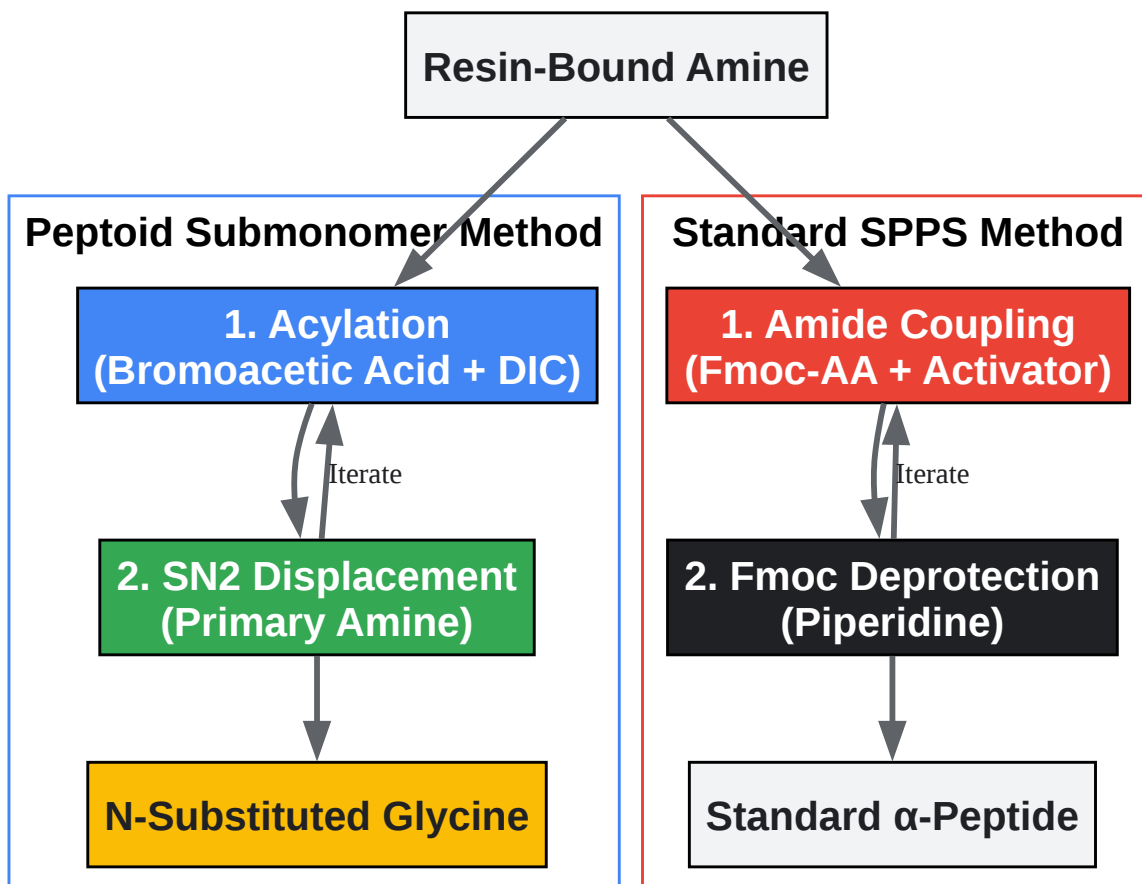 Resin-Bound Amine
Peptoid Submonomer Method
1. Acylation
(Bromoacetic Acid + DIC)
Iterate
2. SN2 Displacement
(Primary Amine)
N-Substituted Glycine
Standard SPPS Method
1. Amide Coupling
(Fmoc-AA + Activator)
Iterate
2. Fmoc Deprotection
(Piperidine)
Standard α-Peptide